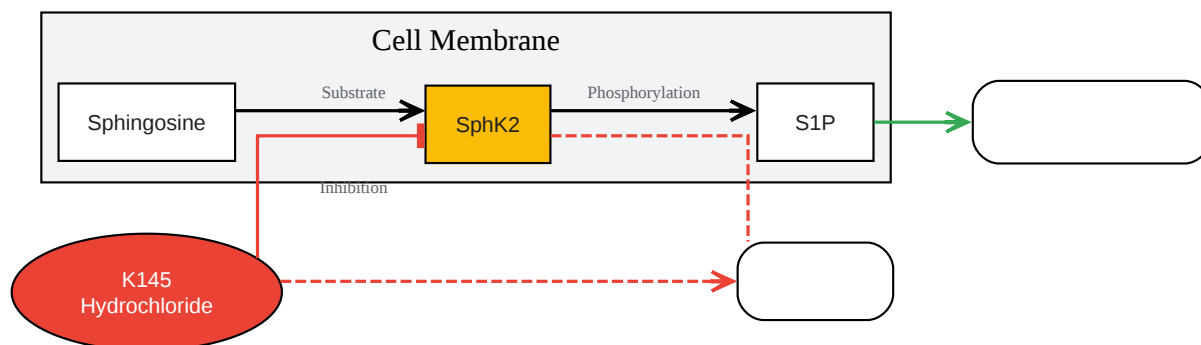 Cell Membrane
Substrate
Phosphorylation
Sphingosine
SphK2
S1P
Inhibition
K145
Hydrochloride